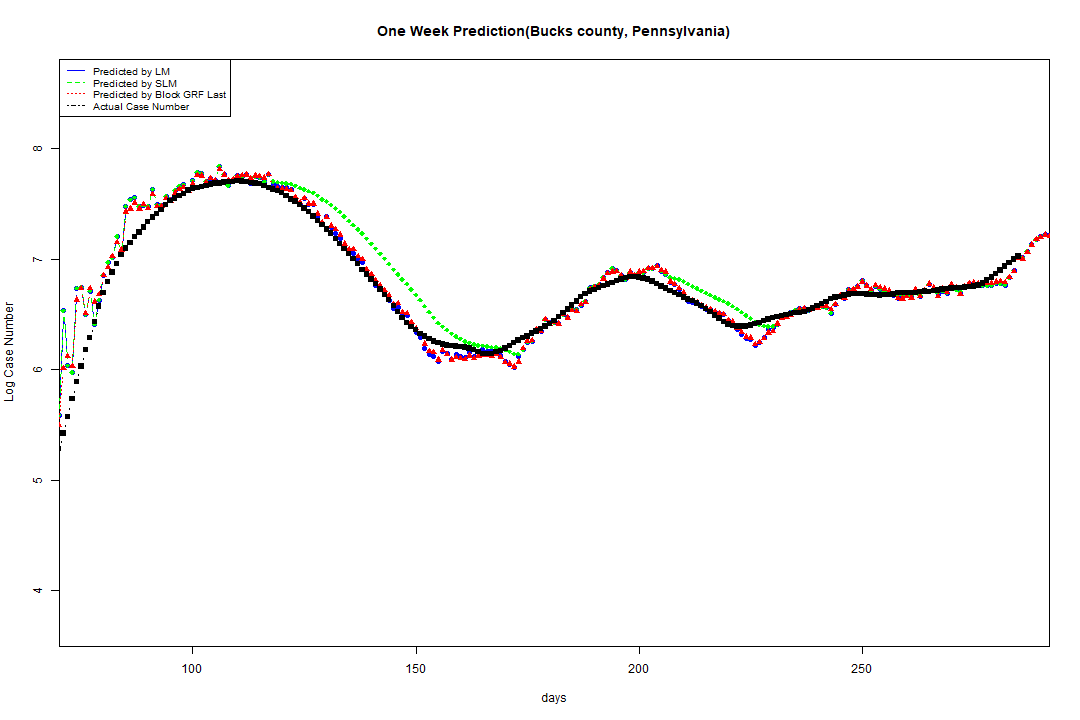 One Week Prediction(Bucks county, Pennsylvania)
Predicted by LM
Predicted by SLM
Predicted by Block GRF Last
Actual Case Number
8
7
6
5
4
Log Case Number
100 150 200 250
days